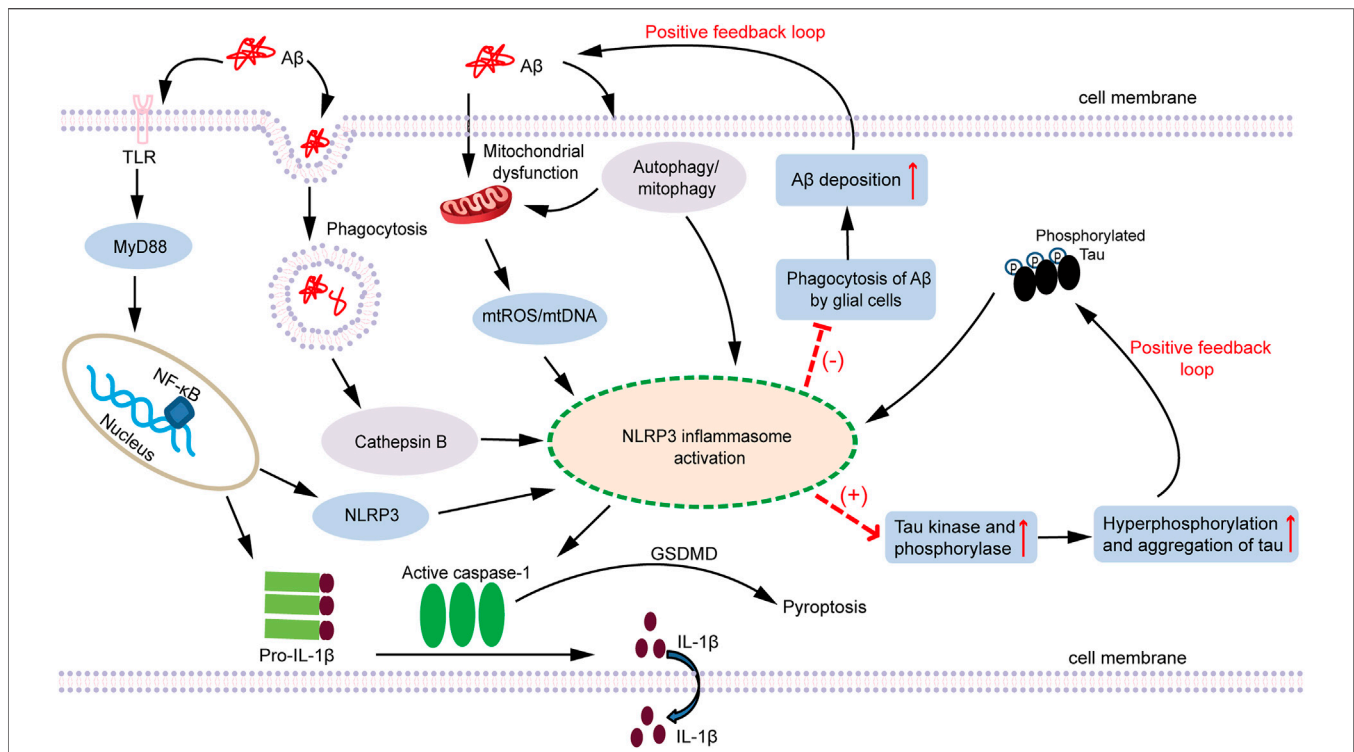 Positive feedback loop
Aβ
Aβ
cell membrane
TLR
Mitochondrial
dysfunction
Autophagy/
mitophagy
Aβ deposition
MyD88
Phagocytosis
Phosphorylated
Tau
P
P
P
Phagocytosis of Aβ
by glial cells
mtROS/mtDNA
(-)
Positive feedback
loop
NF-κB
Nucleus
Cathepsin B
NLRP3 inflammasome
activation
(+)
NLRP3
Tau kinase and
phosphorylase
Hyperphosphorylation
and aggregation of tau
GSDMD
Active caspase-1
Pyroptosis
Pro-IL-1β
IL-1β
cell membrane
IL-1β